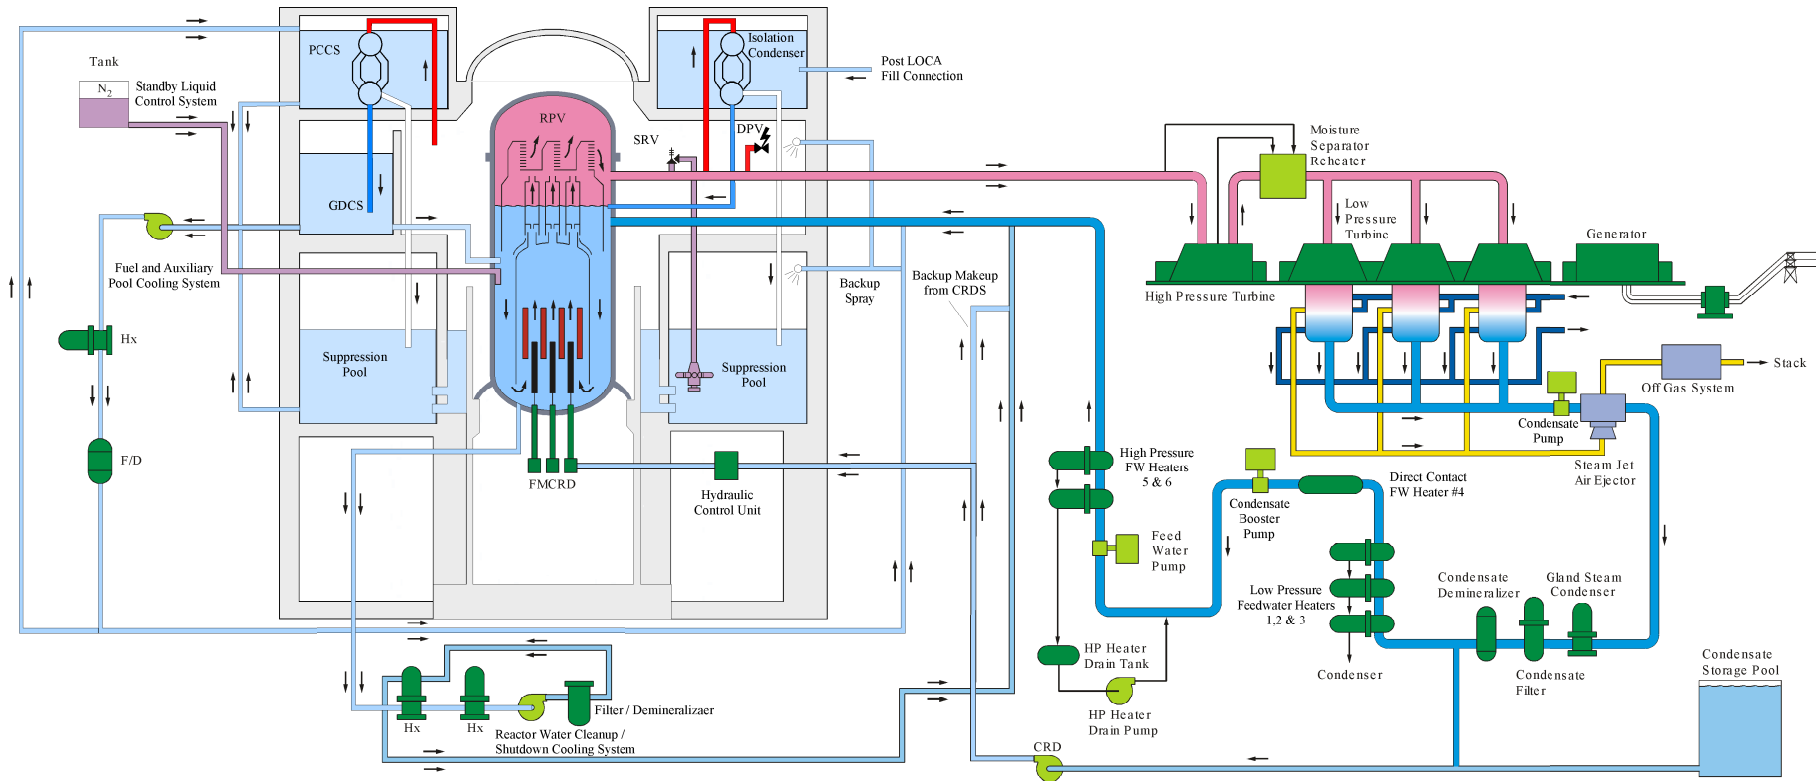 PCCS
Isolation
Condenser
Tank
N2
Standby Liquid
Control System
Post LOCA
Fill Connection
RPV
SRV
DPV
Moisture
Separator
Reheater
GDCS
Low
Pressure
Turbine
Generator
Fuel and Auxiliary
Pool Cooling System
Backup
Spray
Backup Makeup
from CRDS
High Pressure Turbine
Hx
Suppression
Pool
Suppression
Pool
Off Gas System
Stack
Condensate
Pump
Steam Jet
Air Ejector
F/D
FMCRD
Hydraulic
Control Unit
High Pressure
FW Heaters
5 & 6
Condensate
Booster
Pump
Direct Contact
FW Heater #4
Feed
Water
Pump
Low Pressure
Feedwater Heaters
1,2 & 3
Condensate
Demineralizer
Gland Steam
Condenser
HP Heater
Drain Tank
Condenser
Condensate
Filter
Condensate
Storage Pool
Hx
Hx
Filter / Demineralizaer
Reactor Water Cleanup /
Shutdown Cooling System
HP Heater
Drain Pump
CRD